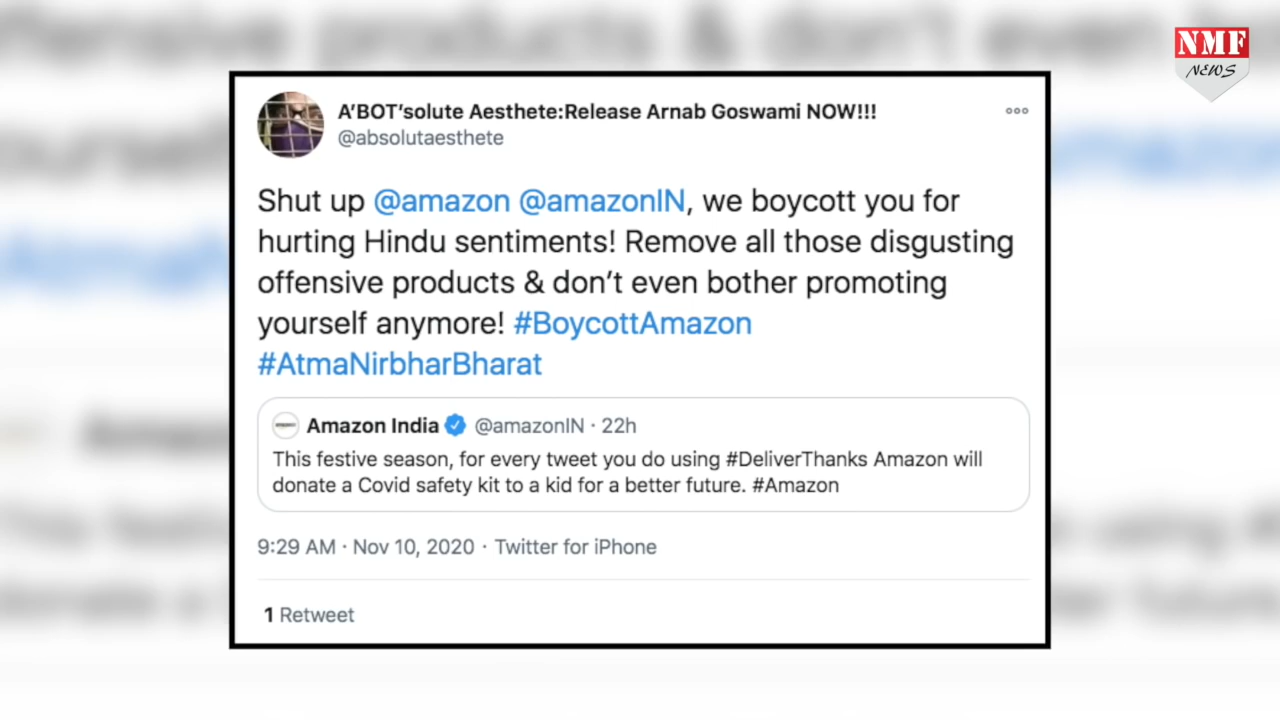 NMF
NEWS
A'BOT'solute Aesthete:Release Arnab Goswami NOW!!!
@absolutaesthete
Shut up @amazon @amazonIN, we boycott you for
hurting Hindu sentiments! Remove all those disgusting
offensive products & don't even bother promoting
yourself anymore! #BoycottAmazon
#AtmaNirbharBharat
Amazon India @amazonIN · 22h
This festive season, for every tweet you do using #DeliverThanks Amazon will
donate a Covid safety kit to a kid for a better future. #Amazon
9:29 AM · Nov 10, 2020 · Twitter for iPhone
1 Retweet